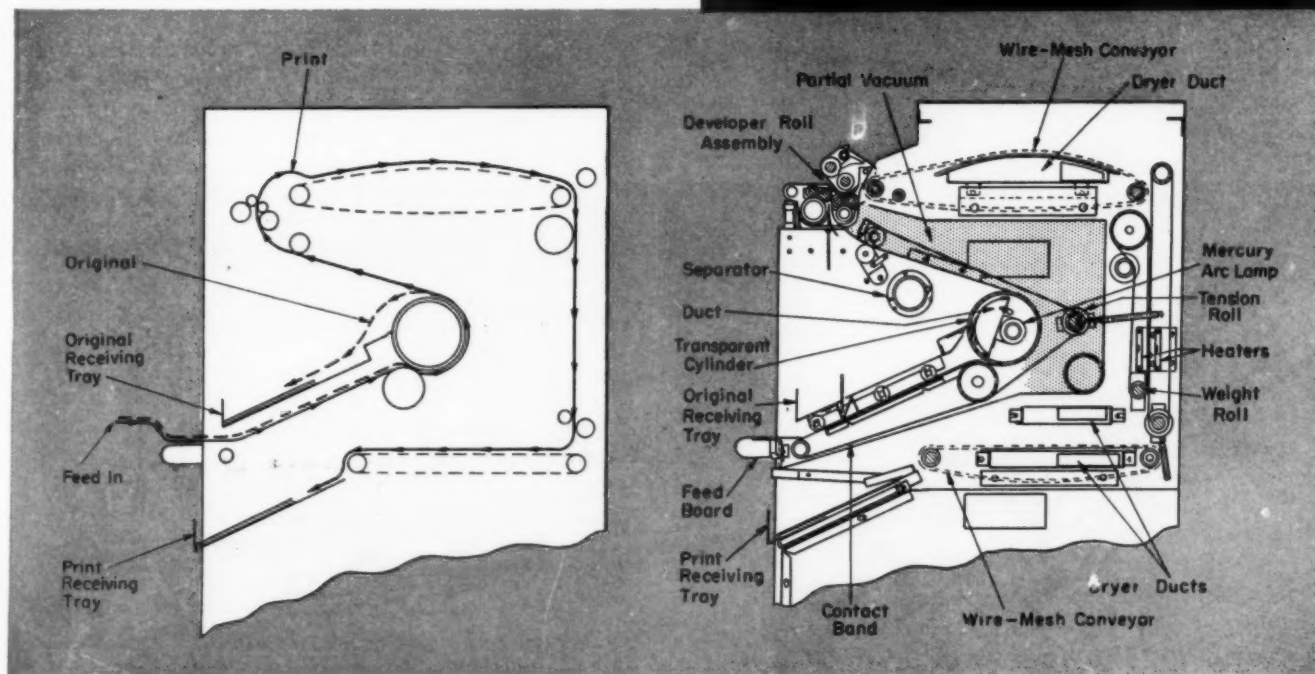 Print
Original
Original
Receiving
Tray
Feed In
Print
Receiving
Tray
Wire-Mesh Conveyor
Partial Vacuum
Dryer Duct
Developer Roll
Assembly
Separator
Duct
Transparent
Cylinder
Original
Receiving
Tray
Feed
Board
Print
Receiving
Tray
Contact
Band
Wire-Mesh Conveyor
Dryer Ducts
Mercury
Arc Lamp
Tension
Roll
Heaters
Weight
Roll